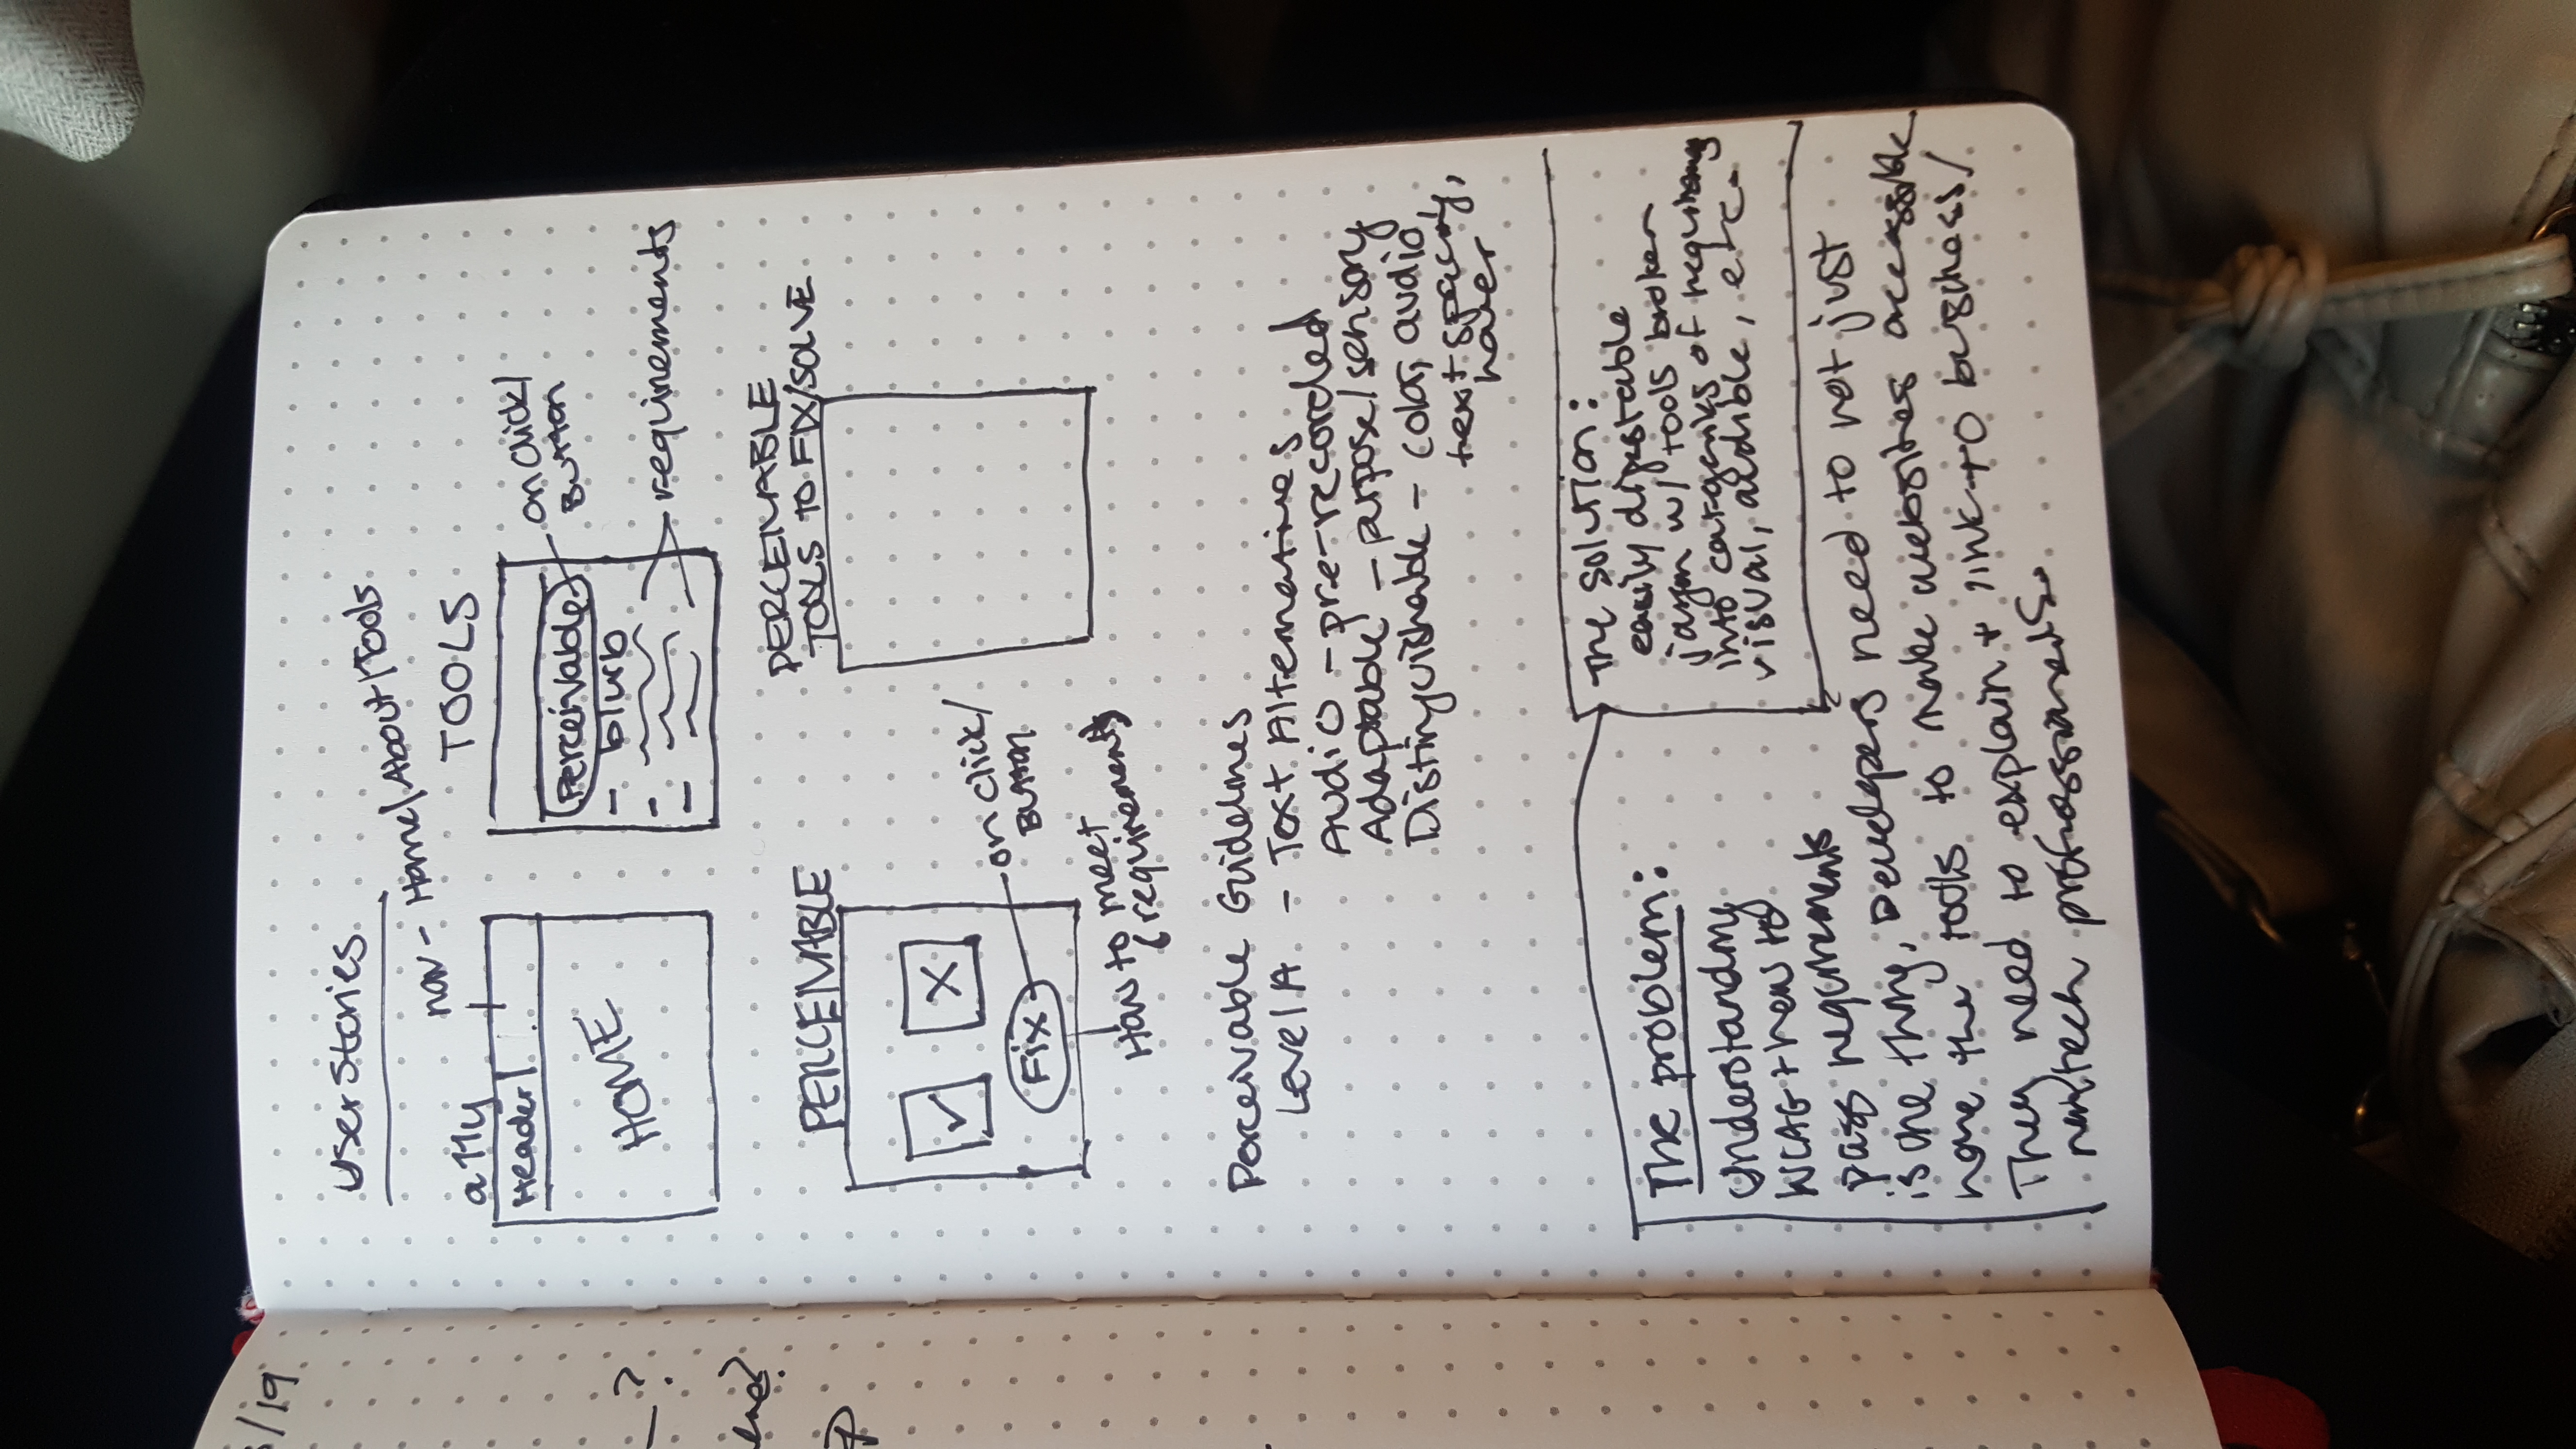 /19
?
?
User Stories
nav - Home/About/Tools
a11y
Header
HOME
TOOLS
Perceivable
on click/
Button
- blurb
requirements
PERCEIVABLE
✓
X
Fix
on click/
Button
How to meet
(requirements)
PERCEIVABLE
TOOLS to FIX/SOLVE
Perceivable Guidelines
Level A - Text Alternatives
Audio - pre-recorded
Adaptable - purpose/sensory
Distinguishable - color, audio,
text spacing,
hover
The solution:
easily digestable
jargon w/ tools broken
into categories of requirements
visual, audible, etc.
The problem:
Understanding
WCAG + how to
pass requirements
is one thing, Developers need to not just
have the tools to make websites accessible
They need to explain + link to business/
nontech professionals.